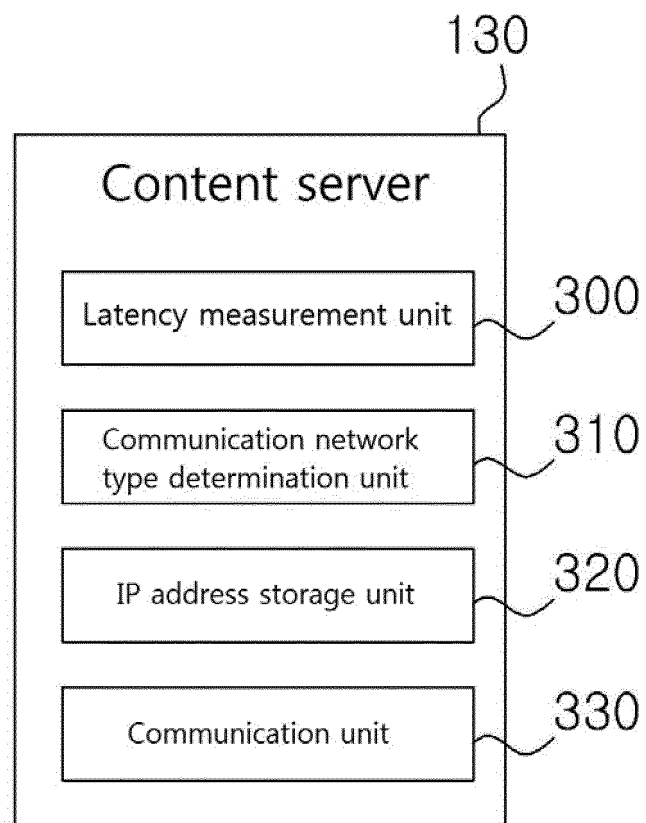 130
Content server
Latency measurement unit
300
Communication network
type determination unit
310
IP address storage unit
320
Communication unit
330